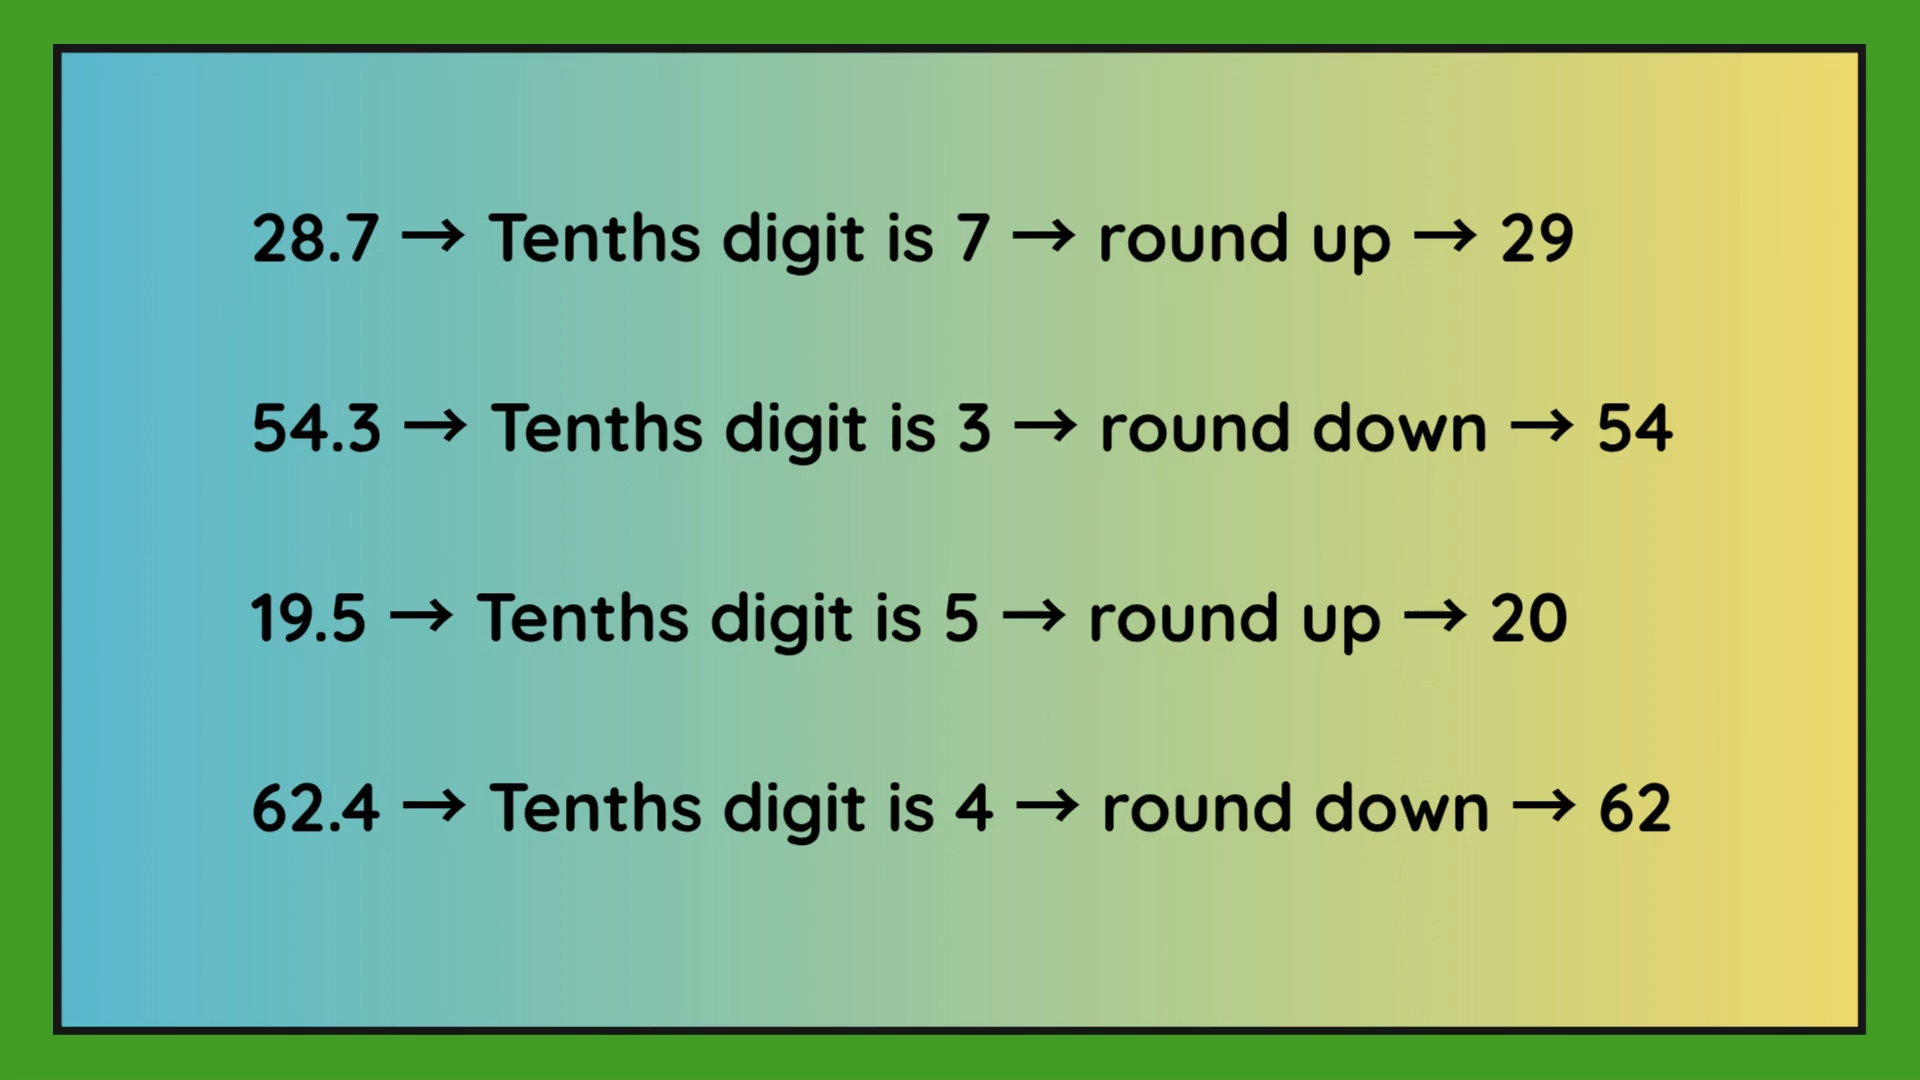 28.7 → Tenths digit is 7 → round up → 29
54.3 → Tenths digit is 3 → round down → 54
19.5 → Tenths digit is 5 → round up → 20
62.4 → Tenths digit is 4 → round down → 62